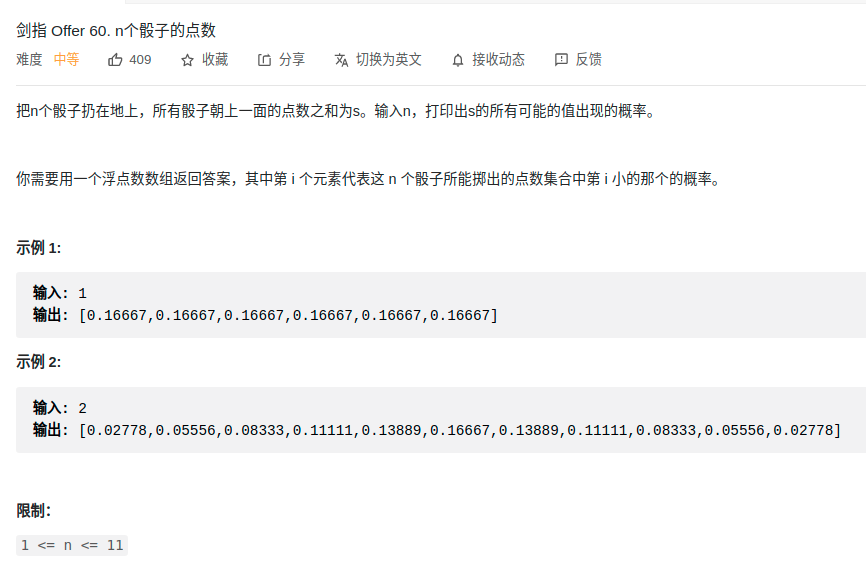 剑指 Offer 60. n个骰子的点数
难度 中等 409 收藏 分享 切换为英文 接收动态 反馈
把n个骰子扔在地上，所有骰子朝上一面的点数之和为s。输入n，打印出s的所有可能的值出现的概率。
你需要用一个浮点数数组返回答案，其中第 i 个元素代表这 n 个骰子所能掷出的点数集合中第 i 小的那个的概率。
示例 1:
输入: 1
输出: [0.16667,0.16667,0.16667,0.16667,0.16667,0.16667]
示例 2:
输入: 2
输出: [0.02778,0.05556,0.08333,0.11111,0.13889,0.16667,0.13889,0.11111,0.08333,0.05556,0.02778]
限制：
1 <= n <= 11